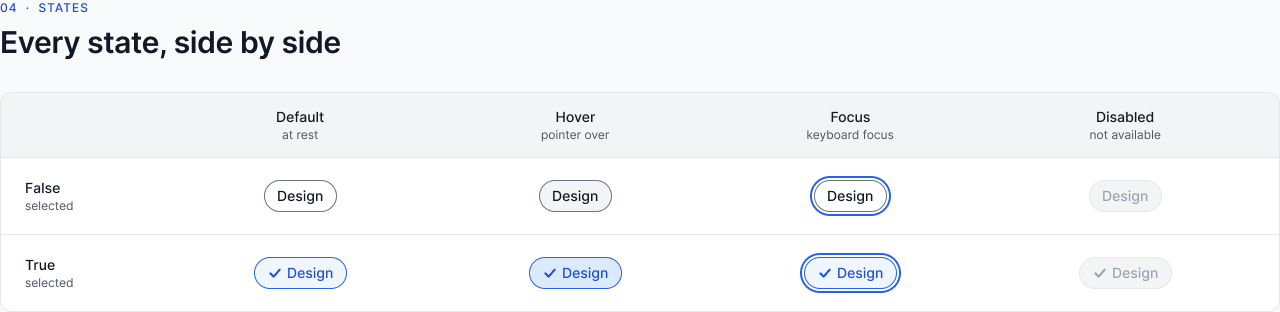 04 · STATES
Every state, side by side
Default Hover Focus Disabled
at rest pointer over keyboard focus not available
False
selected
Design Design Design Design
True
selected
Design Design Design Design